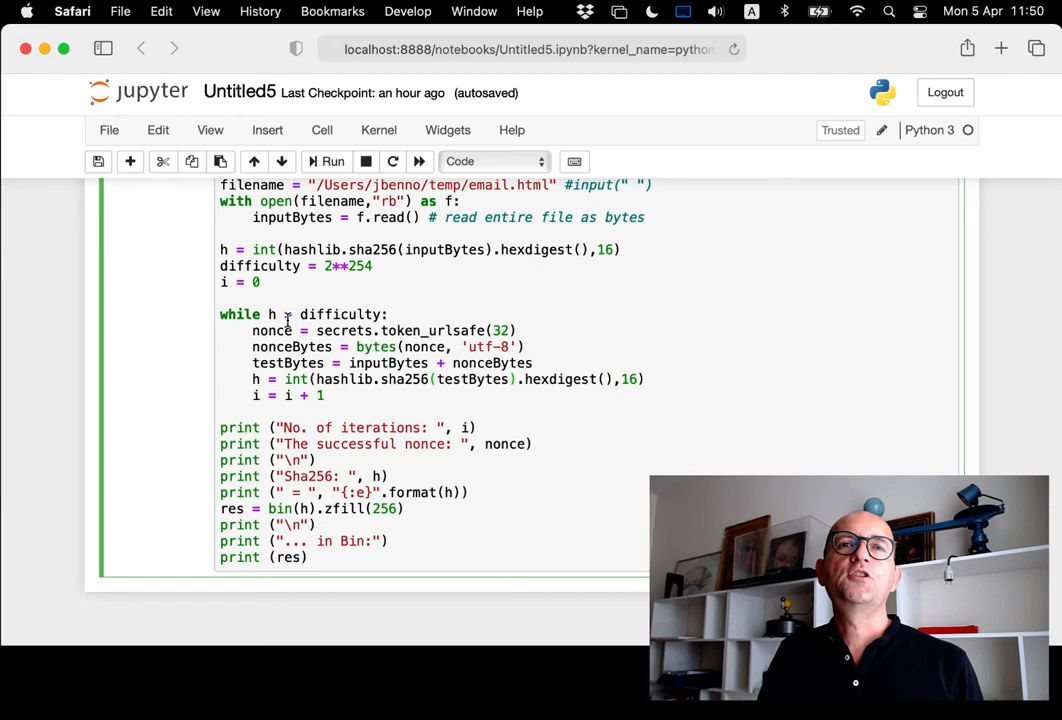 Safari File Edit View History Bookmarks Develop Window Help A Mon 5 Apr 11:50
localhost:8888/notebooks/Untitled5.ipynb?kernel_name=pytho
jupyter Untitled5 Last Checkpoint: an hour ago (autosaved) Logout
File Edit View Insert Cell Kernel Widgets Help Trusted Python 3
Run Code
filename = "/Users/jbenno/temp/email.html" #input(" ")
with open(filename,"rb") as f:
inputBytes = f.read() # read entire file as bytes
h = int(hashlib.sha256(inputBytes).hexdigest(),16)
difficulty = 2**254
i = 0
while h > difficulty:
nonce = secrets.token_urlsafe(32)
nonceBytes = bytes(nonce, 'utf-8')
testBytes = inputBytes + nonceBytes
h = int(hashlib.sha256(testBytes).hexdigest(),16)
i = i + 1
print ("No. of iterations: ", i)
print ("The successful nonce: ", nonce)
print ("\n")
print ("Sha256: ", h)
print (" = ", "{:e}".format(h))
res = bin(h).zfill(256)
print ("\n")
print ("... in Bin:")
print (res)